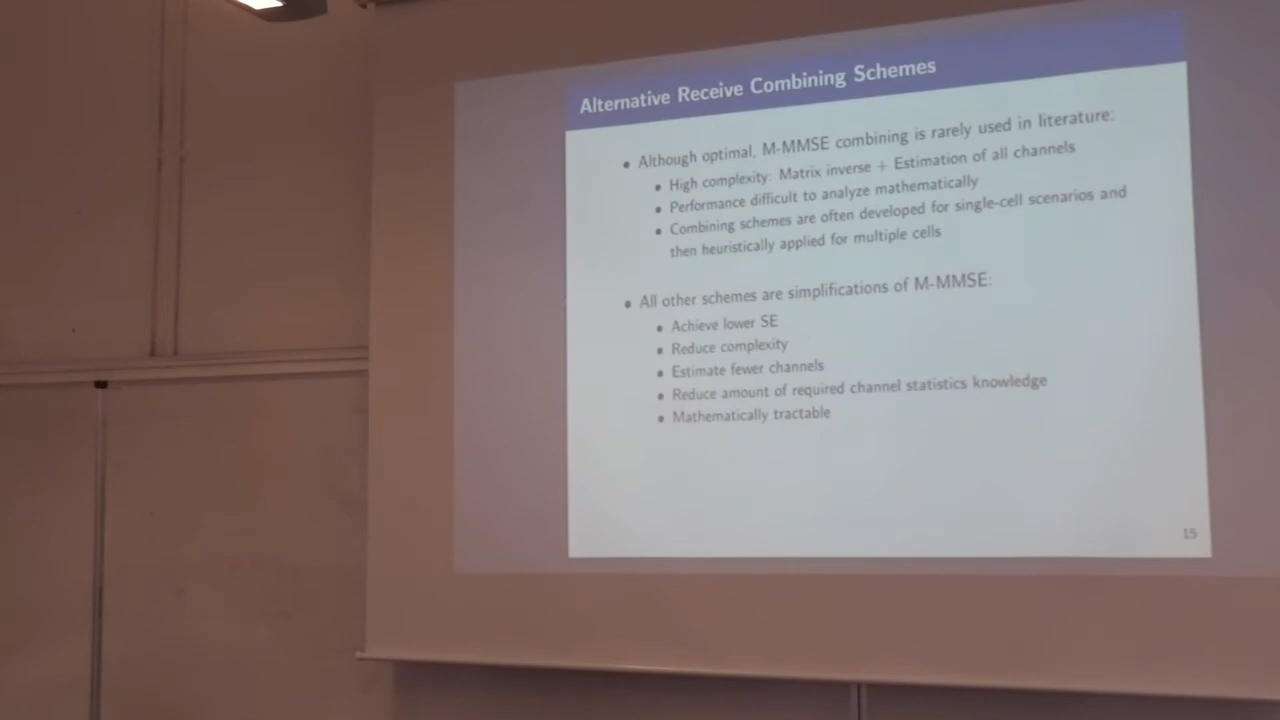 Alternative Receive Combining Schemes
• Although optimal, M-MMSE combining is rarely used in literature:
• High complexity: Matrix inverse + Estimation of all channels
• Performance difficult to analyze mathematically
• Combining schemes are often developed for single-cell scenarios and
then heuristically applied for multiple cells
• All other schemes are simplifications of M-MMSE:
• Achieve lower SE
• Reduce complexity
• Estimate fewer channels
• Reduce amount of required channel statistics knowledge
• Mathematically tractable
15